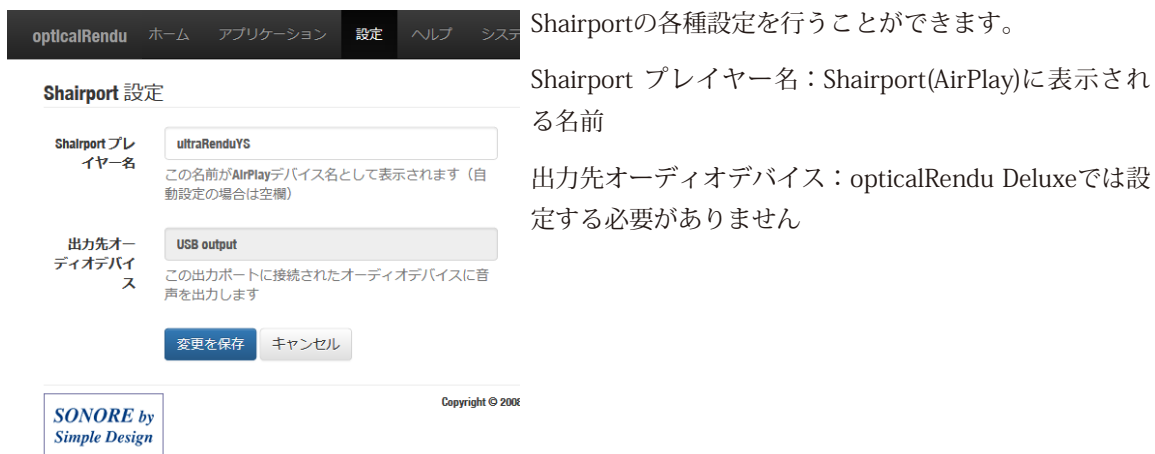 opticalRendu ホーム アプリケーション 設定 ヘルプ システ
Shairport 設定
Shairport プレ
イヤー名
ultraRenduYS
この名前がAirPlayデバイス名として表示されます（自
動設定の場合は空欄）
出力先オー
ディオデバイ
ス
USB output
この出力ポートに接続されたオーディオデバイスに音
声を出力します
変更を保存 キャンセル
SONORE by
Simple Design
Copyright © 2008
Shairportの各種設定を行うことができます。
Shairport プレイヤー名：Shairport(AirPlay)に表示され
る名前
出力先オーディオデバイス：opticalRendu Deluxeでは設
定する必要がありません